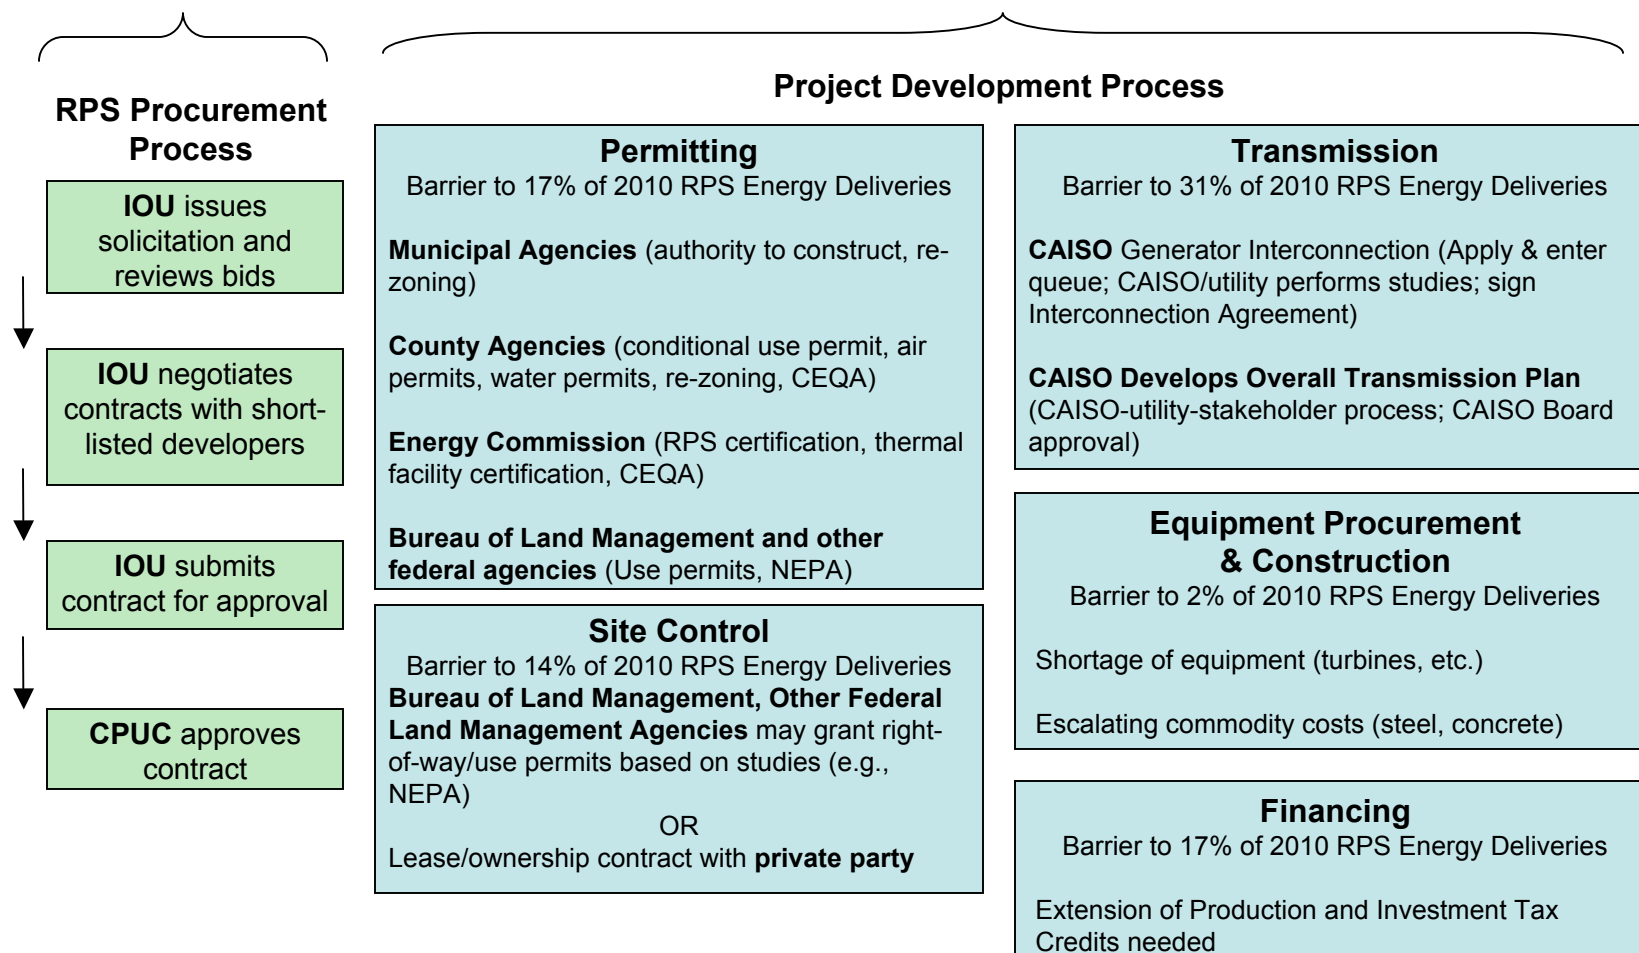 RPS Procurement
Process
IOU issues
solicitation and
reviews bids
IOU negotiates
contracts with short-
listed developers
IOU submits
contract for approval
CPUC approves
contract
Project Development Process
Permitting
Barrier to 17% of 2010 RPS Energy Deliveries
Municipal Agencies (authority to construct, re-
zoning)
County Agencies (conditional use permit, air
permits, water permits, re-zoning, CEQA)
Energy Commission (RPS certification, thermal
facility certification, CEQA)
Bureau of Land Management and other
federal agencies (Use permits, NEPA)
Site Control
Barrier to 14% of 2010 RPS Energy Deliveries
Bureau of Land Management, Other Federal
Land Management Agencies may grant right-
of-way/use permits based on studies (e.g.,
NEPA)
OR
Lease/ownership contract with private party
Transmission
Barrier to 31% of 2010 RPS Energy Deliveries
CAISO Generator Interconnection (Apply & enter
queue; CAISO/utility performs studies; sign
Interconnection Agreement)
CAISO Develops Overall Transmission Plan
(CAISO-utility-stakeholder process; CAISO Board
approval)
Equipment Procurement
& Construction
Barrier to 2% of 2010 RPS Energy Deliveries
Shortage of equipment (turbines, etc.)
Escalating commodity costs (steel, concrete)
Financing
Barrier to 17% of 2010 RPS Energy Deliveries
Extension of Production and Investment Tax
Credits needed